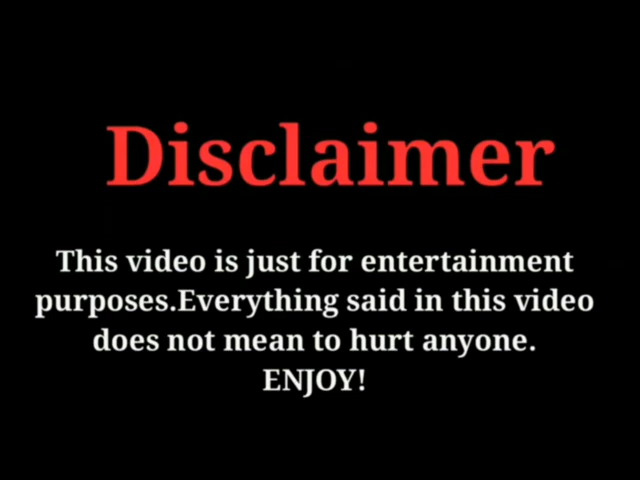 Disclaimer
This video is just for entertainment
purposes.Everything said in this video
does not mean to hurt anyone.
ENJOY!